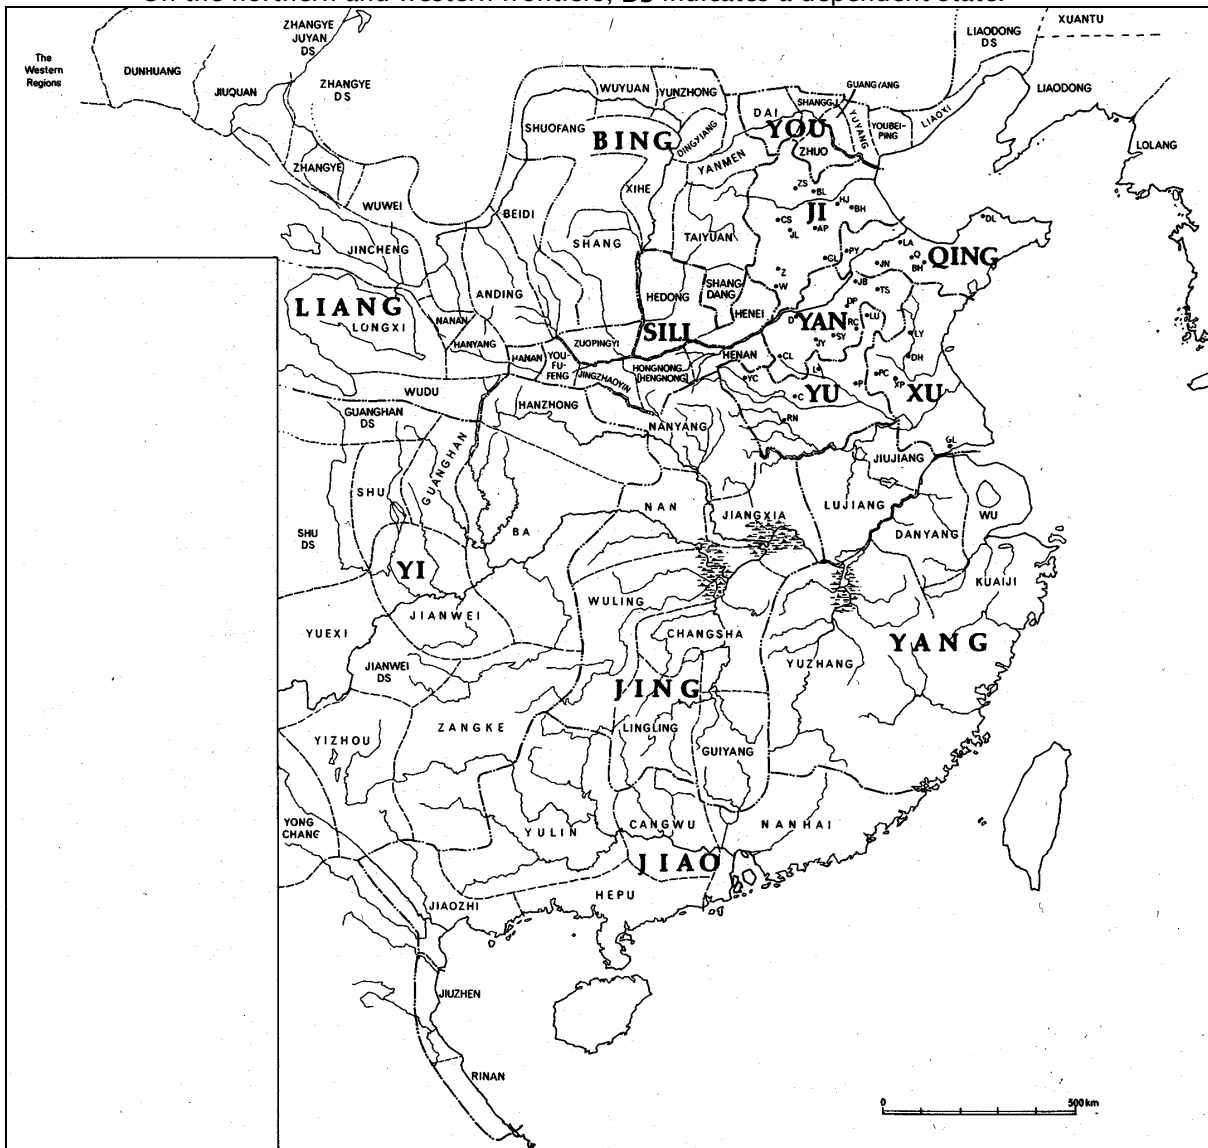 On the northern and western frontiers, DS indicates a dependent state.
The
Western
Regions
DUNHUANG
JIUQUAN
ZHANGYE
JUYAN
DS
ZHANGYE
DS
ZHANGYE
WUWEI
JINCHENG
LIANG
LONGXI
NANAN
HANYANG
ANDING
BEIDI
WUYUAN
YUNZHONG
SHUOFANG
BING
DINGXIANG
YANMEN
XIHE
SHANG
TAIYUAN
DAI
SHANGGU
GUANGYANG
YOU
YUYANG
YOUBEI-
PING
ZHUO
LIAOXI
LIAODONG
DS
XUANTU
LIAODONG
LOLANG
ZS
BL
HJ
BH
CS
JL
JI
AP
GL
PY
Z
W
DL
LA
Q
BH
QING
JN
JB
TS
DP
RC
LU
YAN
D
SY
JY
LY
DH
HEDONG
SHANG
DANG
HENEI
SILI
HENAN
CL
YC
L
C
YU
P
PC
XP
XU
RN
GL
HANAN
YOU-
FU-
FENG
ZUOPINGYI
JINGZHAOYIN
HONGNONG
[HENGNONG]
WUDU
HANZHONG
NANYANG
GUANGHAN
DS
GUANGHAN
SHU
SHU
DS
BA
YI
JIANWEI
YUEXI
JIANWEI
DS
NAN
JIANGXIA
LUJIANG
JIUJIANG
DANYANG
WU
KUAIJI
WULING
CHANGSHA
YUZHANG
YANG
JING
LINGLING
GUIYANG
ZANGKE
YIZHOU
YONG
CHANG
YULIN
CANGWU
NANHAI
JIAO
HEPU
JIAOZHI
JIUZHEN
RINAN
0
500 km